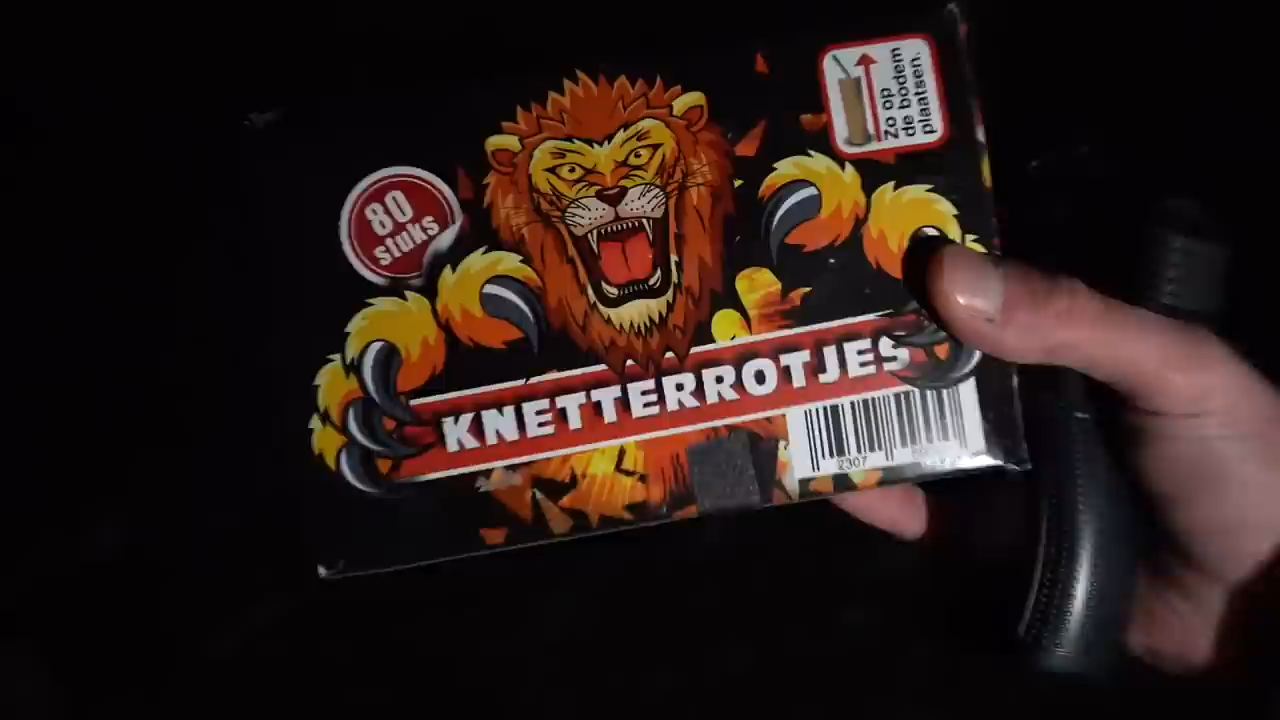 80
stuks
Zo op
de bodem
plaatsen.
KNETTERROTJES
2307